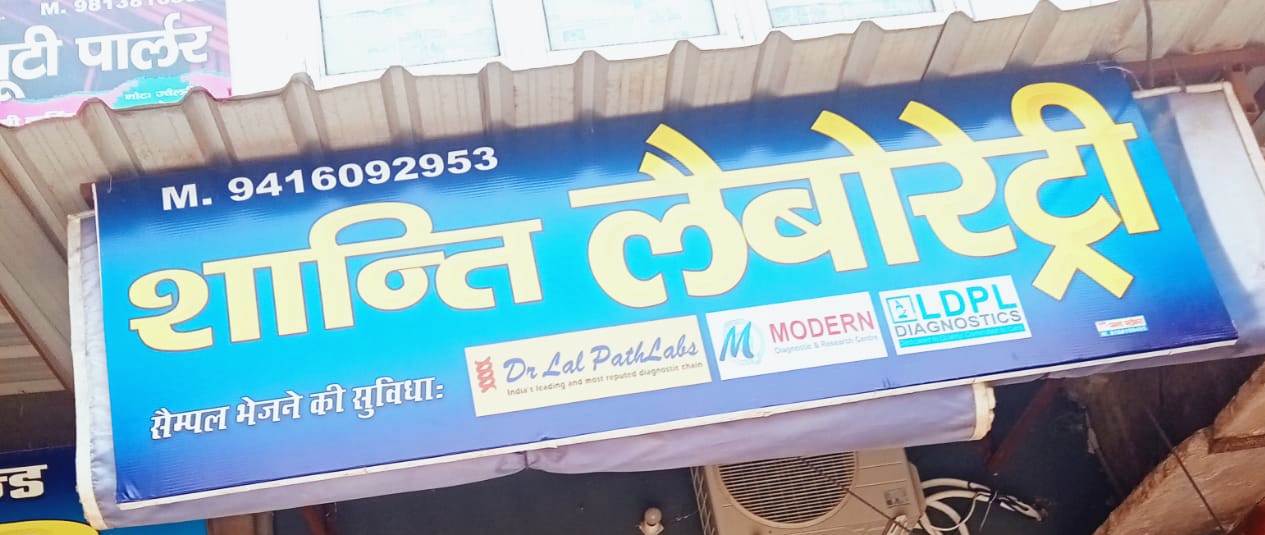 पार्लर
M. 9416092953
शान्ति लैबोरेट्री
सैम्पल भेजने की सुविधाः
Dr Lal PathLabs
India's leading and most reputed diagnostic chain
MODERN
Diagnostic & Research Centre
LDPL
DIAGNOSTICS